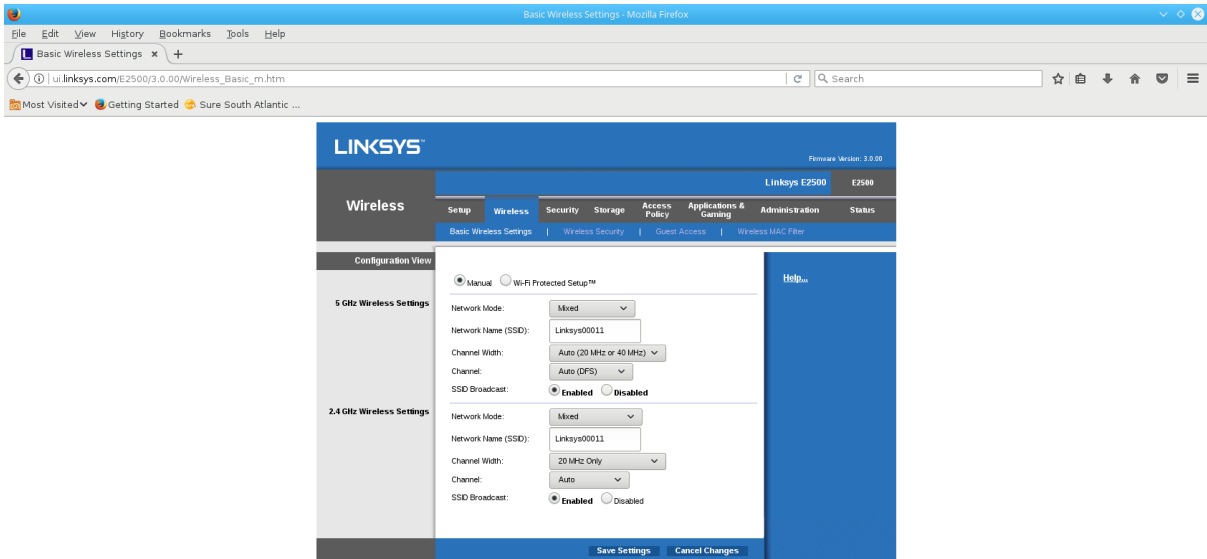 Basic Wireless Settings - Mozilla Firefox
File Edit View History Bookmarks Tools Help
Basic Wireless Settings
ui.linksys.com/E2500/3.0.00/Wireless_Basic_m.htm
Search
Most Visited Getting Started Sure South Atlantic ...
LINKSYS™
Firmware Version: 3.0.00
Linksys E2500 E2500
Wireless
Setup Wireless Security Storage Access Policy Applications & Gaming Administration Status
Basic Wireless Settings | Wireless Security | Guest Access | Wireless MAC Filter
Configuration View
Manual Wi-Fi Protected Setup™
Help...
5 GHz Wireless Settings
Network Mode: Mixed
Network Name (SSID): Linksys00011
Channel Width: Auto (20 MHz or 40 MHz)
Channel: Auto (DFS)
SSID Broadcast: Enabled Disabled
2.4 GHz Wireless Settings
Network Mode: Mixed
Network Name (SSID): Linksys00011
Channel Width: 20 MHz Only
Channel: Auto
SSID Broadcast: Enabled Disabled
Save Settings Cancel Changes